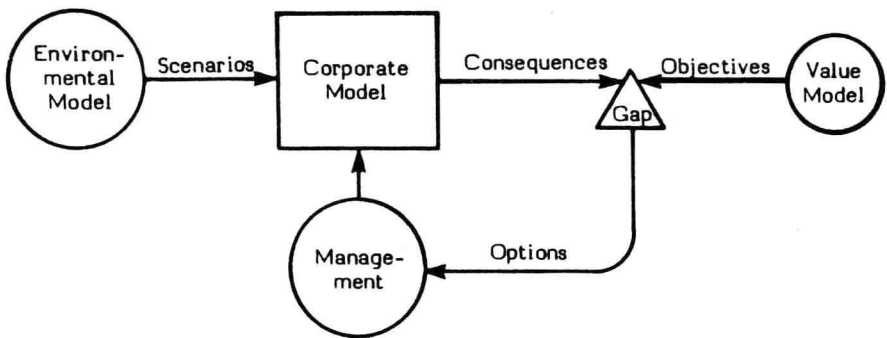 Environ-
mental
Model
Scenarios
Corporate
Model
Consequences
Objectives
Value
Model
Gap
Manage-
ment
Options